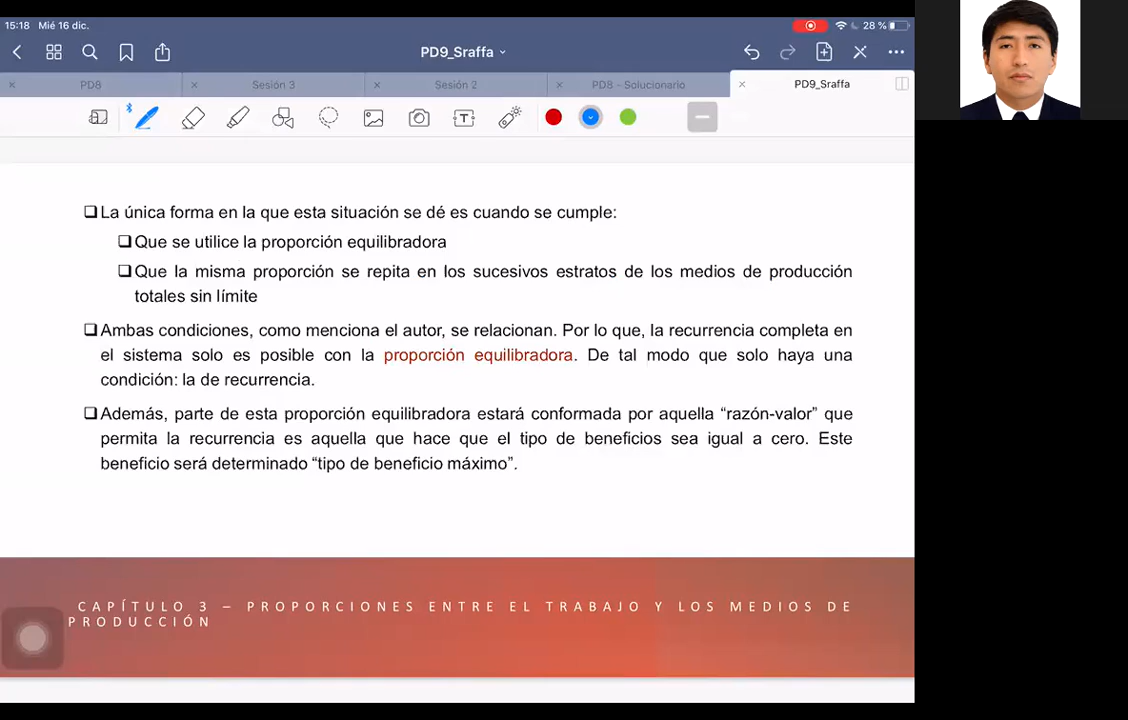 15:18 Mié 16 dic.
28 %
PD9_Sraffa
PD8
Sesión 3
Sesión 2
PD8 - Solucionario
PD9_Sraffa
La única forma en la que esta situación se dé es cuando se cumple:
Que se utilice la proporción equilibradora
Que la misma proporción se repita en los sucesivos estratos de los medios de producción
totales sin límite
Ambas condiciones, como menciona el autor, se relacionan. Por lo que, la recurrencia completa en
el sistema solo es posible con la proporción equilibradora. De tal modo que solo haya una
condición: la de recurrencia.
Además, parte de esta proporción equilibradora estará conformada por aquella “razón-valor” que
permita la recurrencia es aquella que hace que el tipo de beneficios sea igual a cero. Este
beneficio será determinado “tipo de beneficio máximo”.
CAPÍTULO 3 – PROPORCIONES ENTRE EL TRABAJO Y LOS MEDIOS DE
PRODUCCIÓN